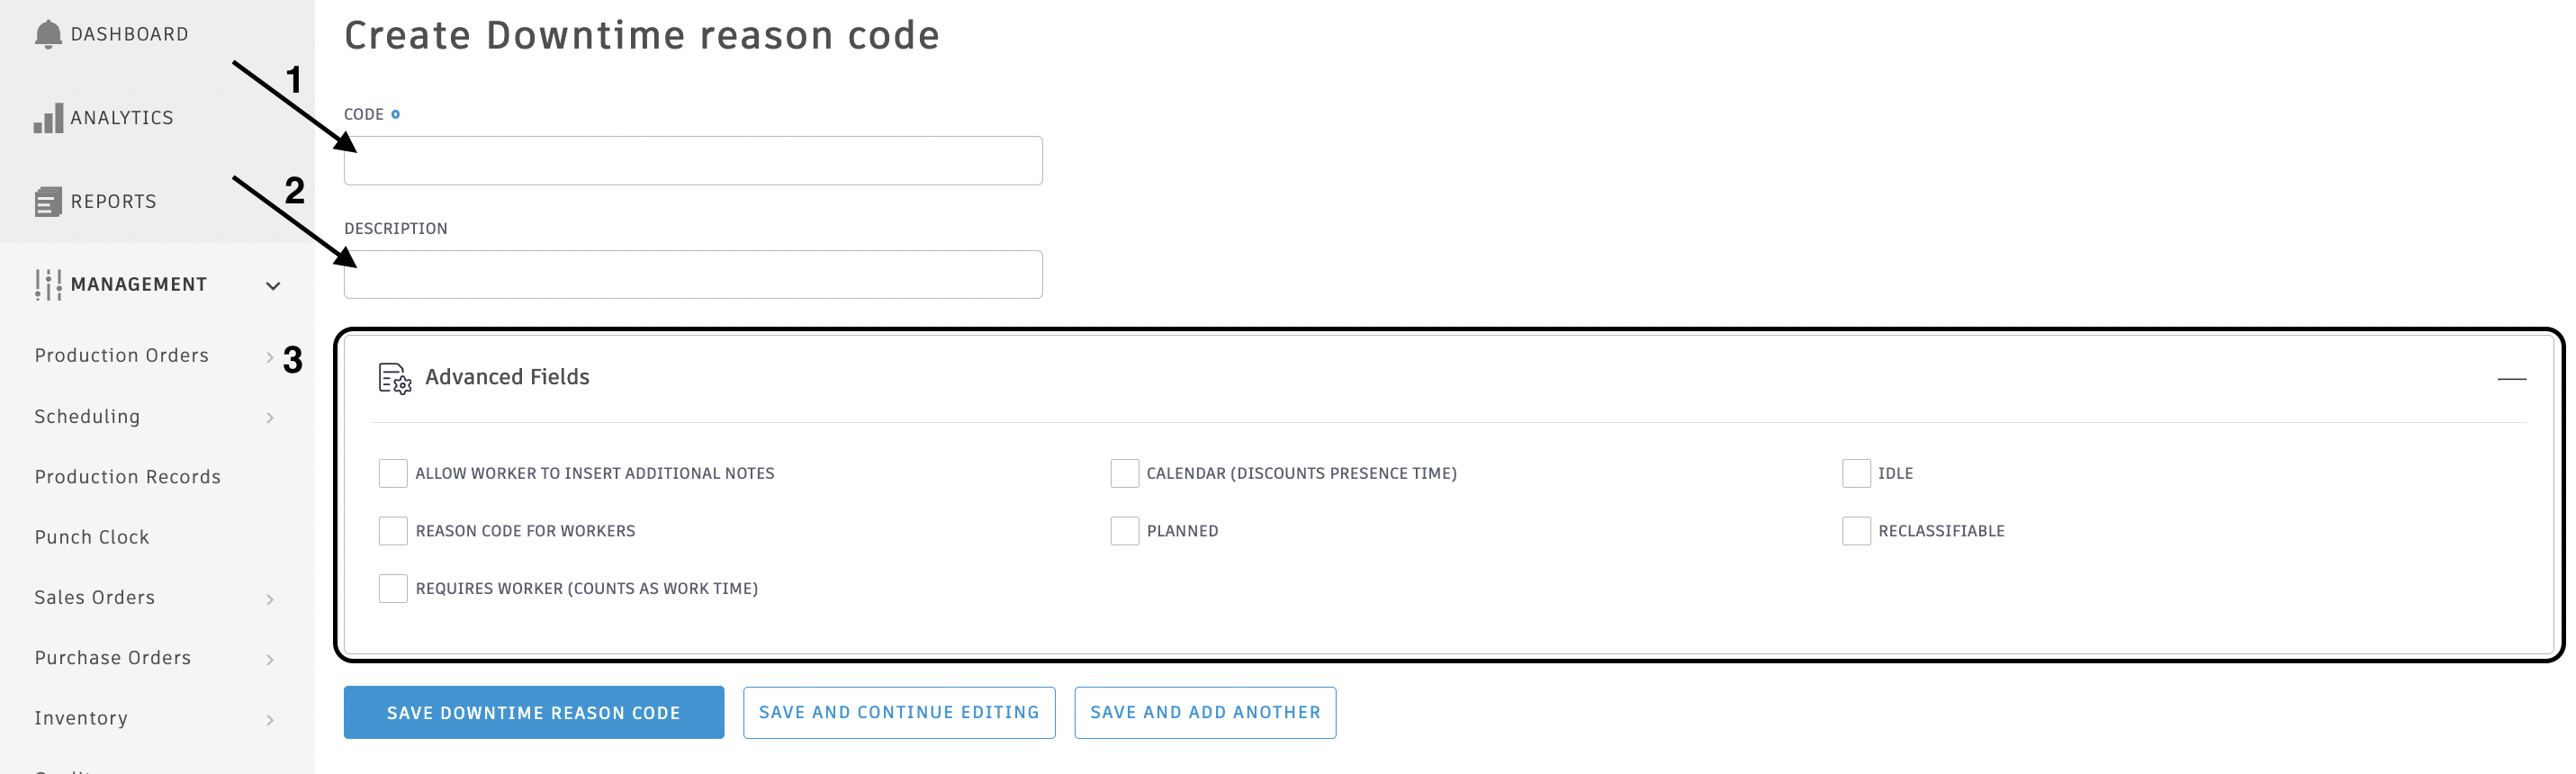 DASHBOARD
ANALYTICS
REPORTS
MANAGEMENT
Production Orders
Scheduling
Production Records
Punch Clock
Sales Orders
Purchase Orders
Inventory
1
2
3
Create Downtime reason code
CODE
DESCRIPTION
Advanced Fields
ALLOW WORKER TO INSERT ADDITIONAL NOTES
CALENDAR (DISCOUNTS PRESENCE TIME)
IDLE
REASON CODE FOR WORKERS
PLANNED
RECLASSIFIABLE
REQUIRES WORKER (COUNTS AS WORK TIME)
SAVE DOWNTIME REASON CODE
SAVE AND CONTINUE EDITING
SAVE AND ADD ANOTHER